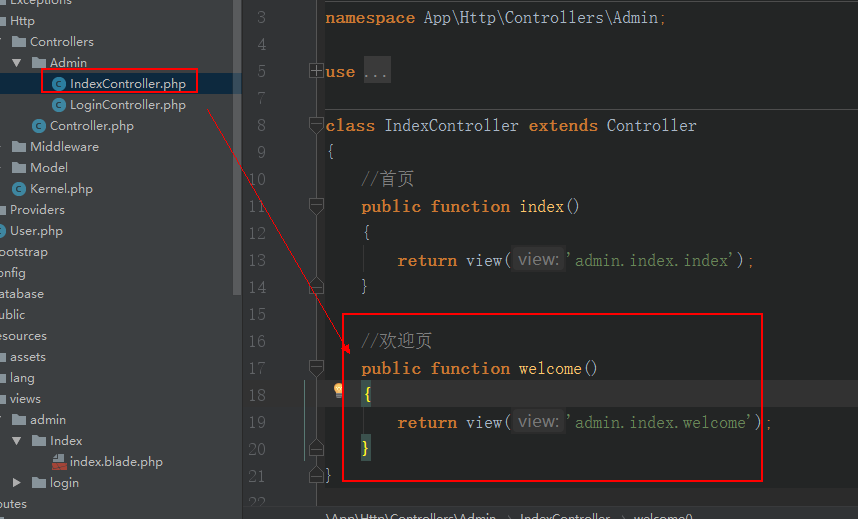 Exceptions
Http
Controllers
Admin
IndexController.php
LoginController.php
Controller.php
Middleware
Model
Kernel.php
Providers
User.php
ootstrap
onfig
atabase
ublic
esources
assets
lang
views
admin
Index
index.blade.php
login
outes
3 namespace App\Http\Controllers\Admin;
4
5 use ...
7
8 class IndexController extends Controller
9 {
10 //首页
11 public function index()
12 {
13 return view( view: 'admin.index.index');
14 }
15
16 //欢迎页
17 public function welcome()
18 {
19 return view( view: 'admin.index.welcome');
20 }
21 }
22
\App\Http\Controllers\Admin > IndexController > welcome()